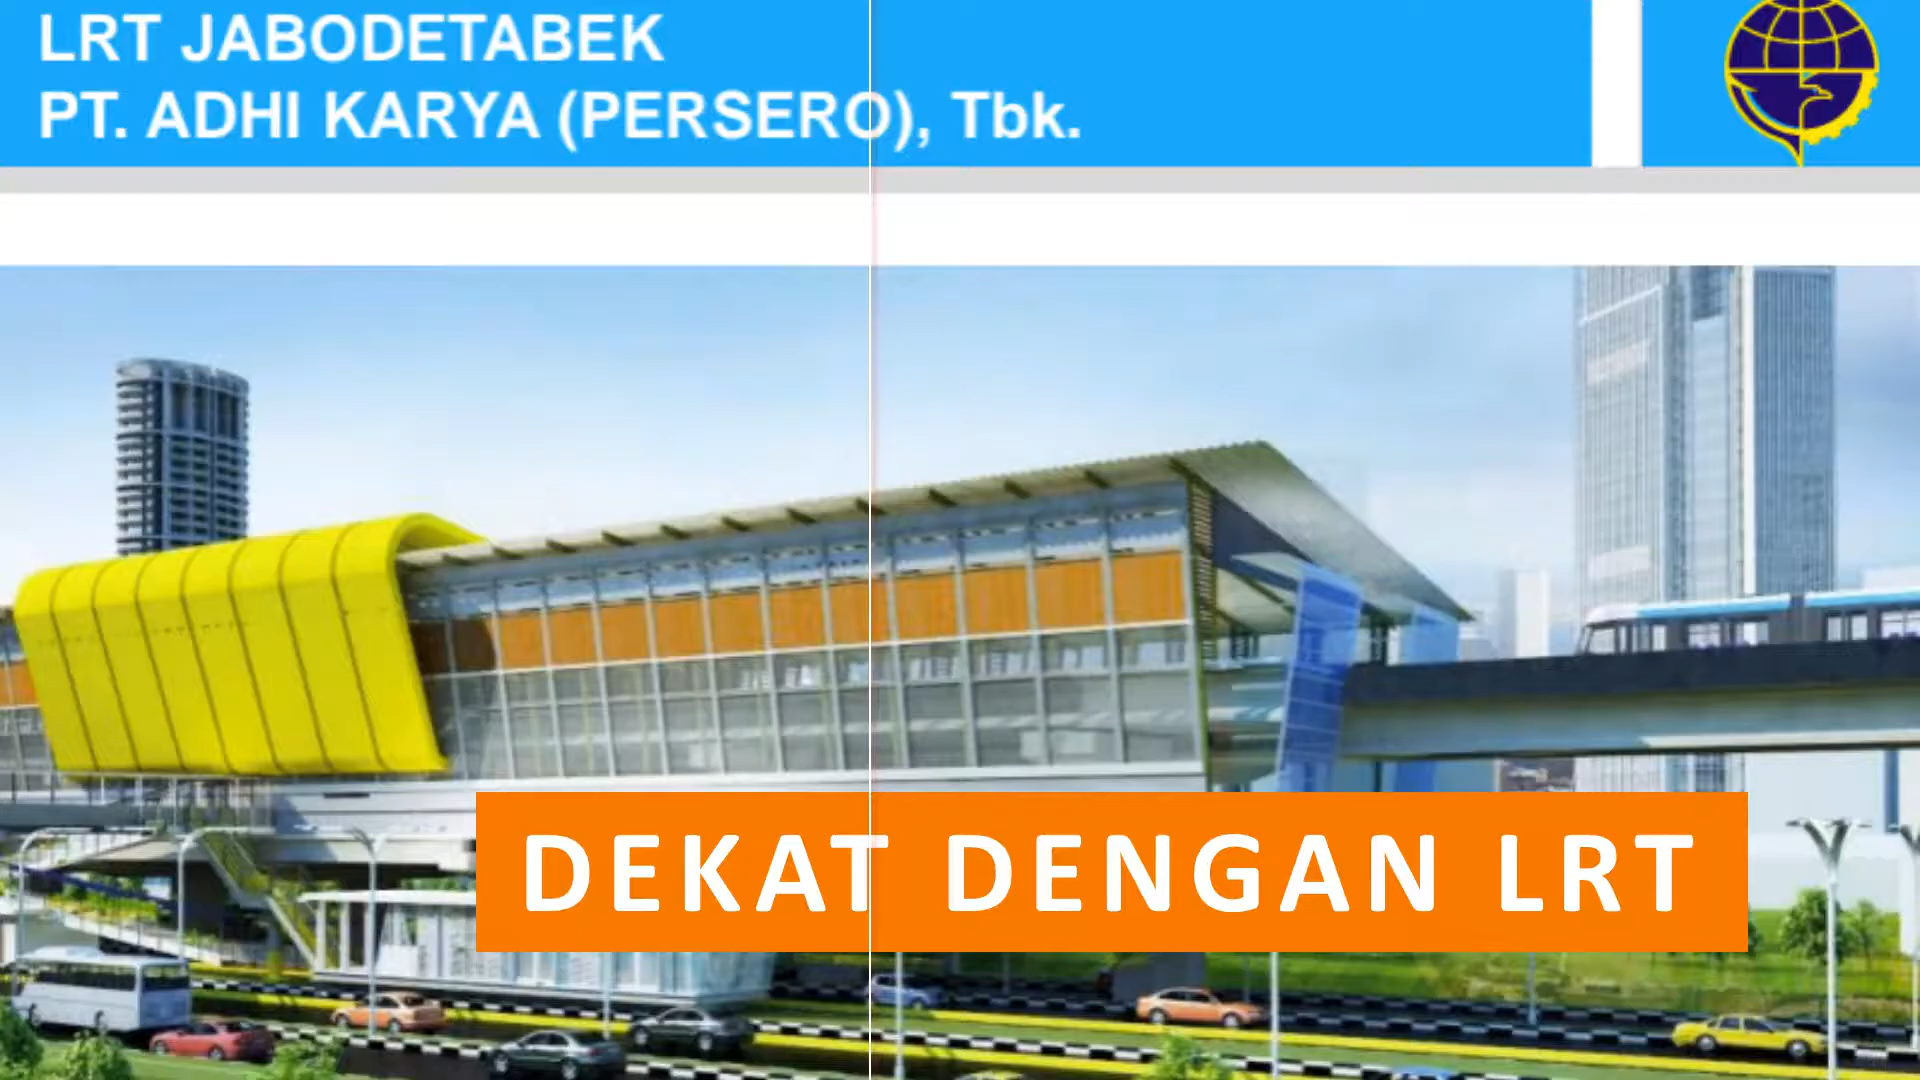 LRT JABODETABEK
PT. ADHI KARYA (PERSERO), Tbk.
DEKAT DENGAN LRT